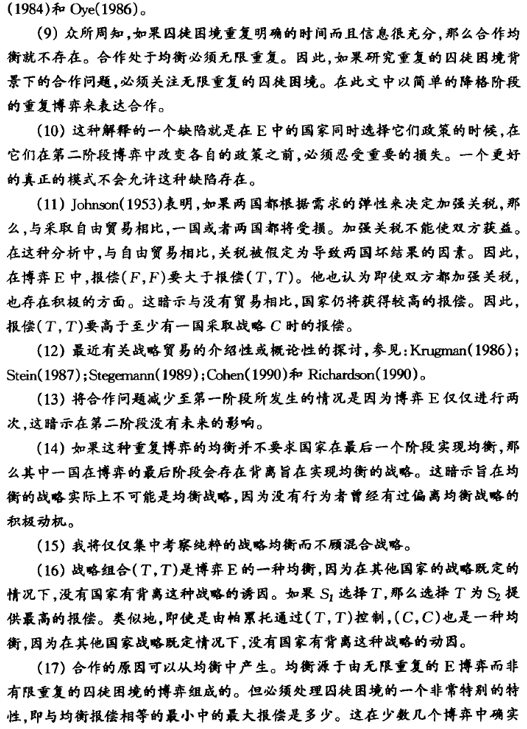 (1984)和 Oye(1986)。
(9) 众所周知,如果囚徒困境重复明确的时间而且信息很充分,那么合作均
衡就不存在。合作处于均衡必须无限重复。因此,如果研究重复的囚徒困境背
景下的合作问题,必须关注无限重复的囚徒困境。在此文中以简单的降格阶段
的重复博弈来表达合作。
(10) 这种解释的一个缺陷就是在 E 中的国家同时选择它们政策的时候,在
它们在第二阶段博弈中改变各自的政策之前,必须忍受重要的损失。一个更好
的真正的模式不会允许这种缺陷存在。
(11) Johnson(1953)表明,如果两国都根据需求的弹性来决定加强关税,那
么,与采取自由贸易相比,一国或者两国都将受损。加强关税不能使双方获益。
在这种分析中,与自由贸易相比,关税被假定为导致两国坏结果的因素。因此,
在博弈 E 中,报偿(F,F)要大于报偿(T,T)。他也认为即使双方都加强关税,
也存在积极的方面。这暗示与没有贸易相比,国家仍将获得较高的报偿。因此,
报偿(T,T)要高于至少有一国采取战略 C 时的报偿。
(12) 最近有关战略贸易的介绍性或概论性的探讨,参见:Krugman(1986);
Stein(1987);Stegemann(1989);Cohen(1990)和 Richardson(1990)。
(13) 将合作问题减少至第一阶段所发生的情况是因为博弈 E 仅仅进行两
次,这暗示在第二阶段没有未来的影响。
(14) 如果这种重复博弈的均衡并不要求国家在最后一个阶段实现均衡,那
么其中一国在博弈的最后阶段会存在背离旨在实现均衡的战略。这暗示旨在均
衡的战略实际上不可能是均衡战略,因为没有行为者曾经有过偏离均衡战略的
积极动机。
(15) 我将仅仅集中考察纯粹的战略均衡而不顾混合战略。
(16) 战略组合(T,T)是博弈 E 的一种均衡,因为在其他国家的战略既定的
情况下,没有国家有背离这种战略的诱因。如果 S₁ 选择 T,那么选择 T 为 S₂ 提
供最高的报偿。类似地,即使是由帕累托通过(T,T)控制,(C,C)也是一种均
衡,因为在其他国家战略既定情况下,没有国家有背离这种战略的动因。
(17) 合作的原因可以从均衡中产生。均衡源于由无限重复的 E 博弈而非
有限重复的囚徒困境的博弈组成的。但必须处理囚徒困境的一个非常特别的特
性,即与均衡报偿相等的最小中的最大报偿是多少。这在少数几个博弈中确实